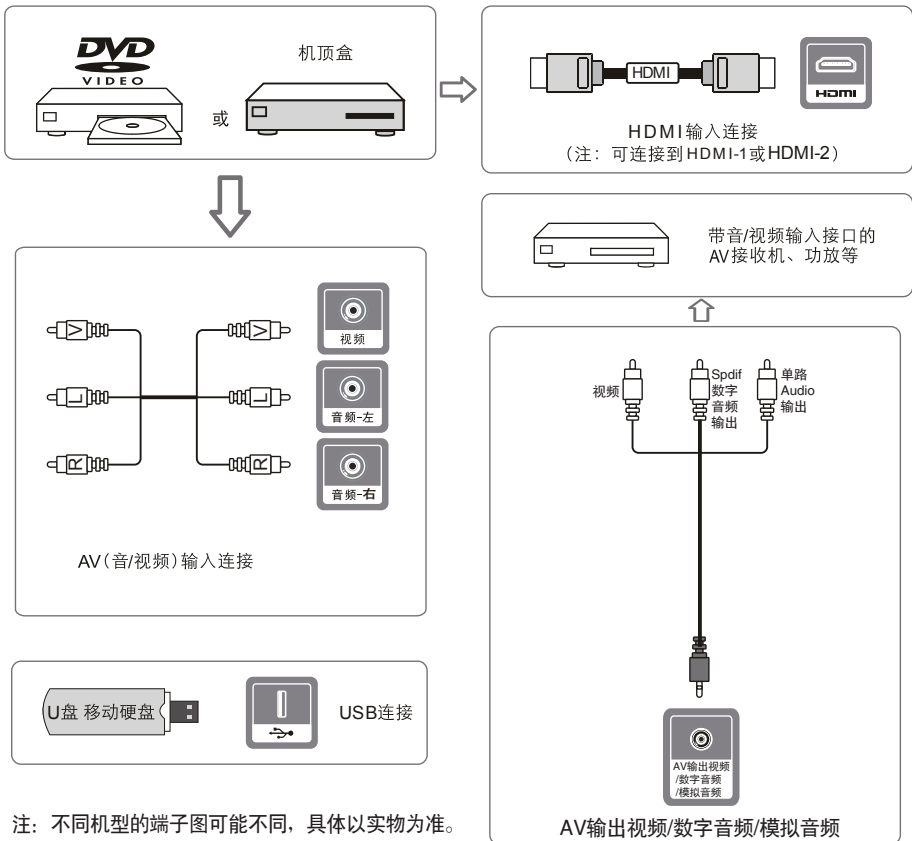 DVD
VIDEO
机顶盒
或
HDMI
HDMI
HDMI输入连接
（注：可连接到HDMI-1或HDMI-2）
带音/视频输入接口的
AV接收机、功放等
V
V
视频
L
L
音频-左
R
R
音频-右
AV（音/视频）输入连接
视频
Spdif
数字
音频
输出
单路
Audio
输出
AV输出视频
/数字音频
/模拟音频
AV输出视频/数字音频/模拟音频
U盘 移动硬盘
USB连接
注：不同机型的端子图可能不同，具体以实物为准。